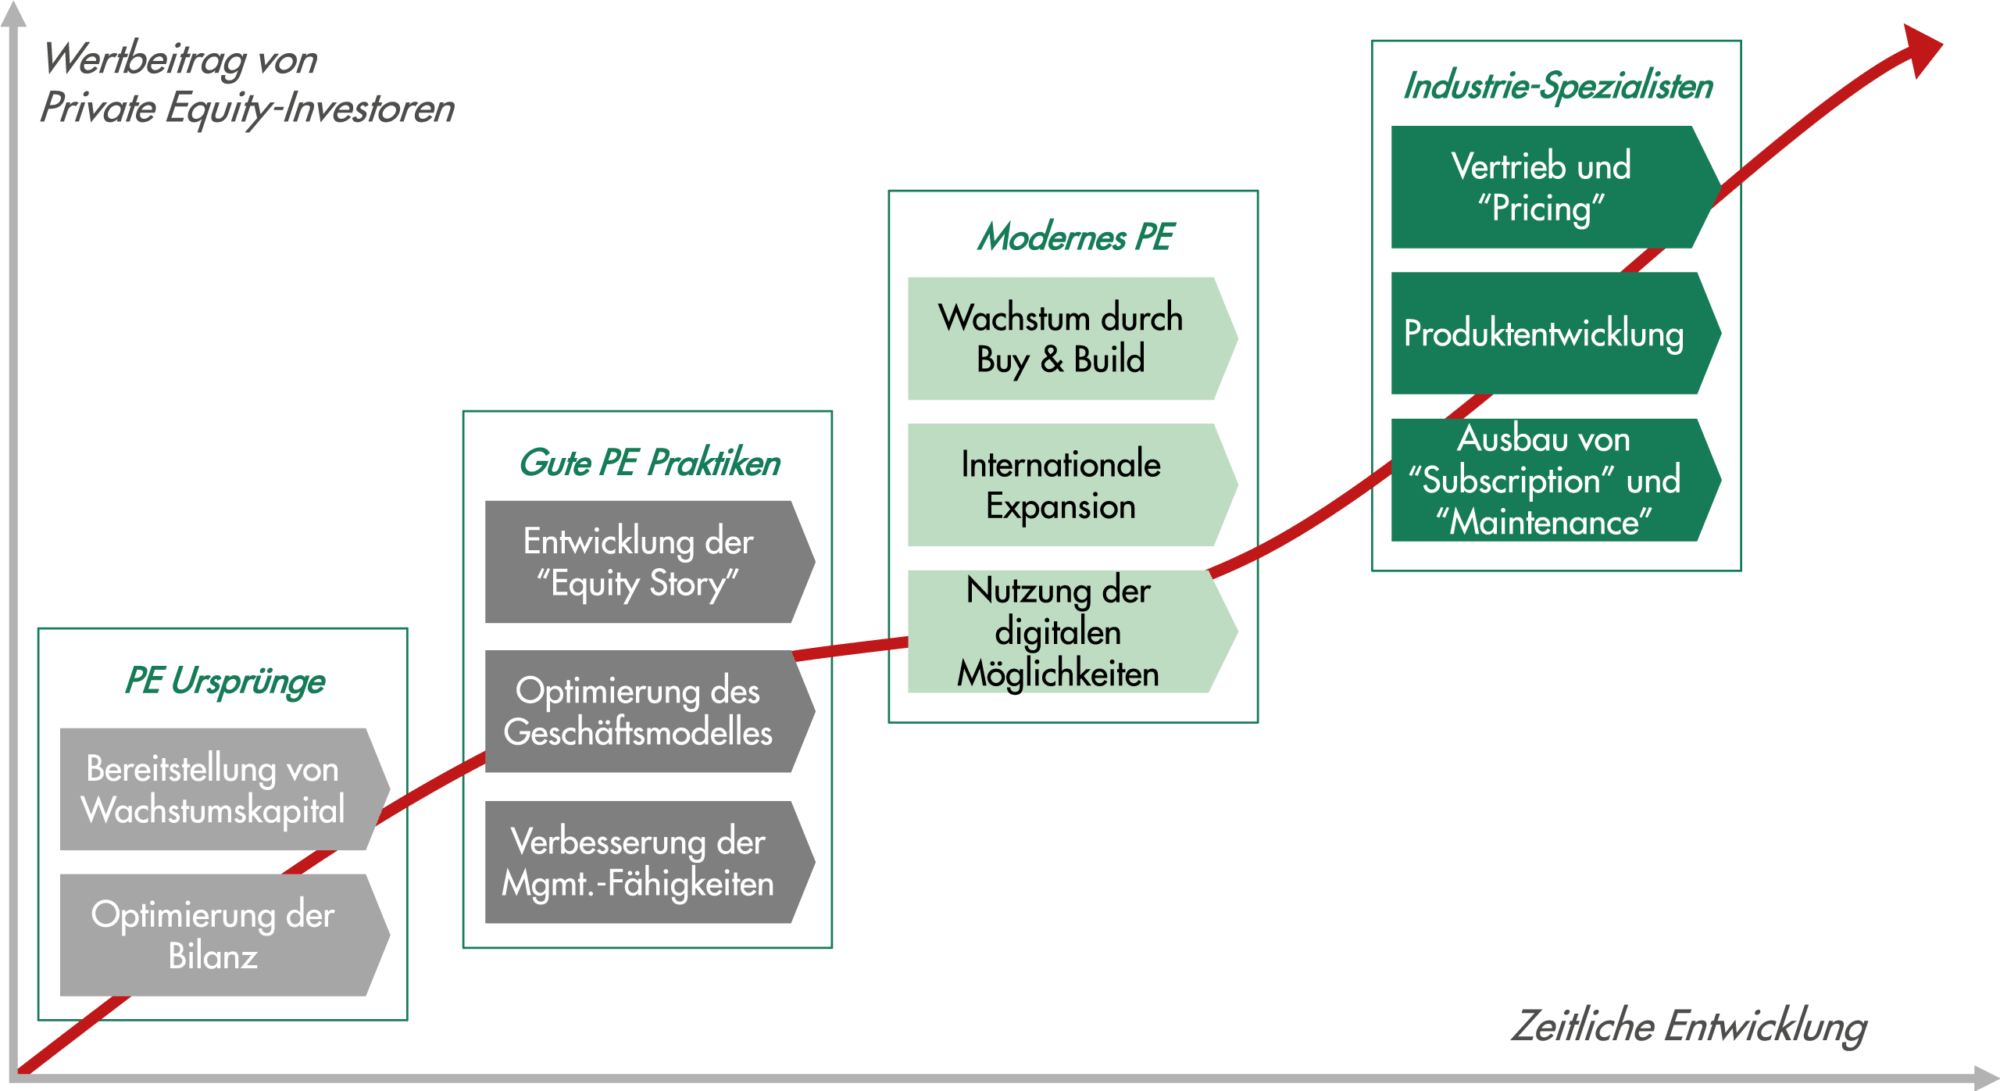 Wertbeitrag von
Private Equity-Investoren
PE Ursprünge
Bereitstellung von
Wachstumskapital
Optimierung der
Bilanz
Gute PE Praktiken
Entwicklung der
“Equity Story”
Optimierung des
Geschäftsmodelles
Verbesserung der
Mgmt.-Fähigkeiten
Modernes PE
Wachstum durch
Buy & Build
Internationale
Expansion
Nutzung der
digitalen
Möglichkeiten
Industrie-Spezialisten
Vertrieb und
“Pricing”
Produktentwicklung
Ausbau von
“Subscription” und
“Maintenance”
Zeitliche Entwicklung